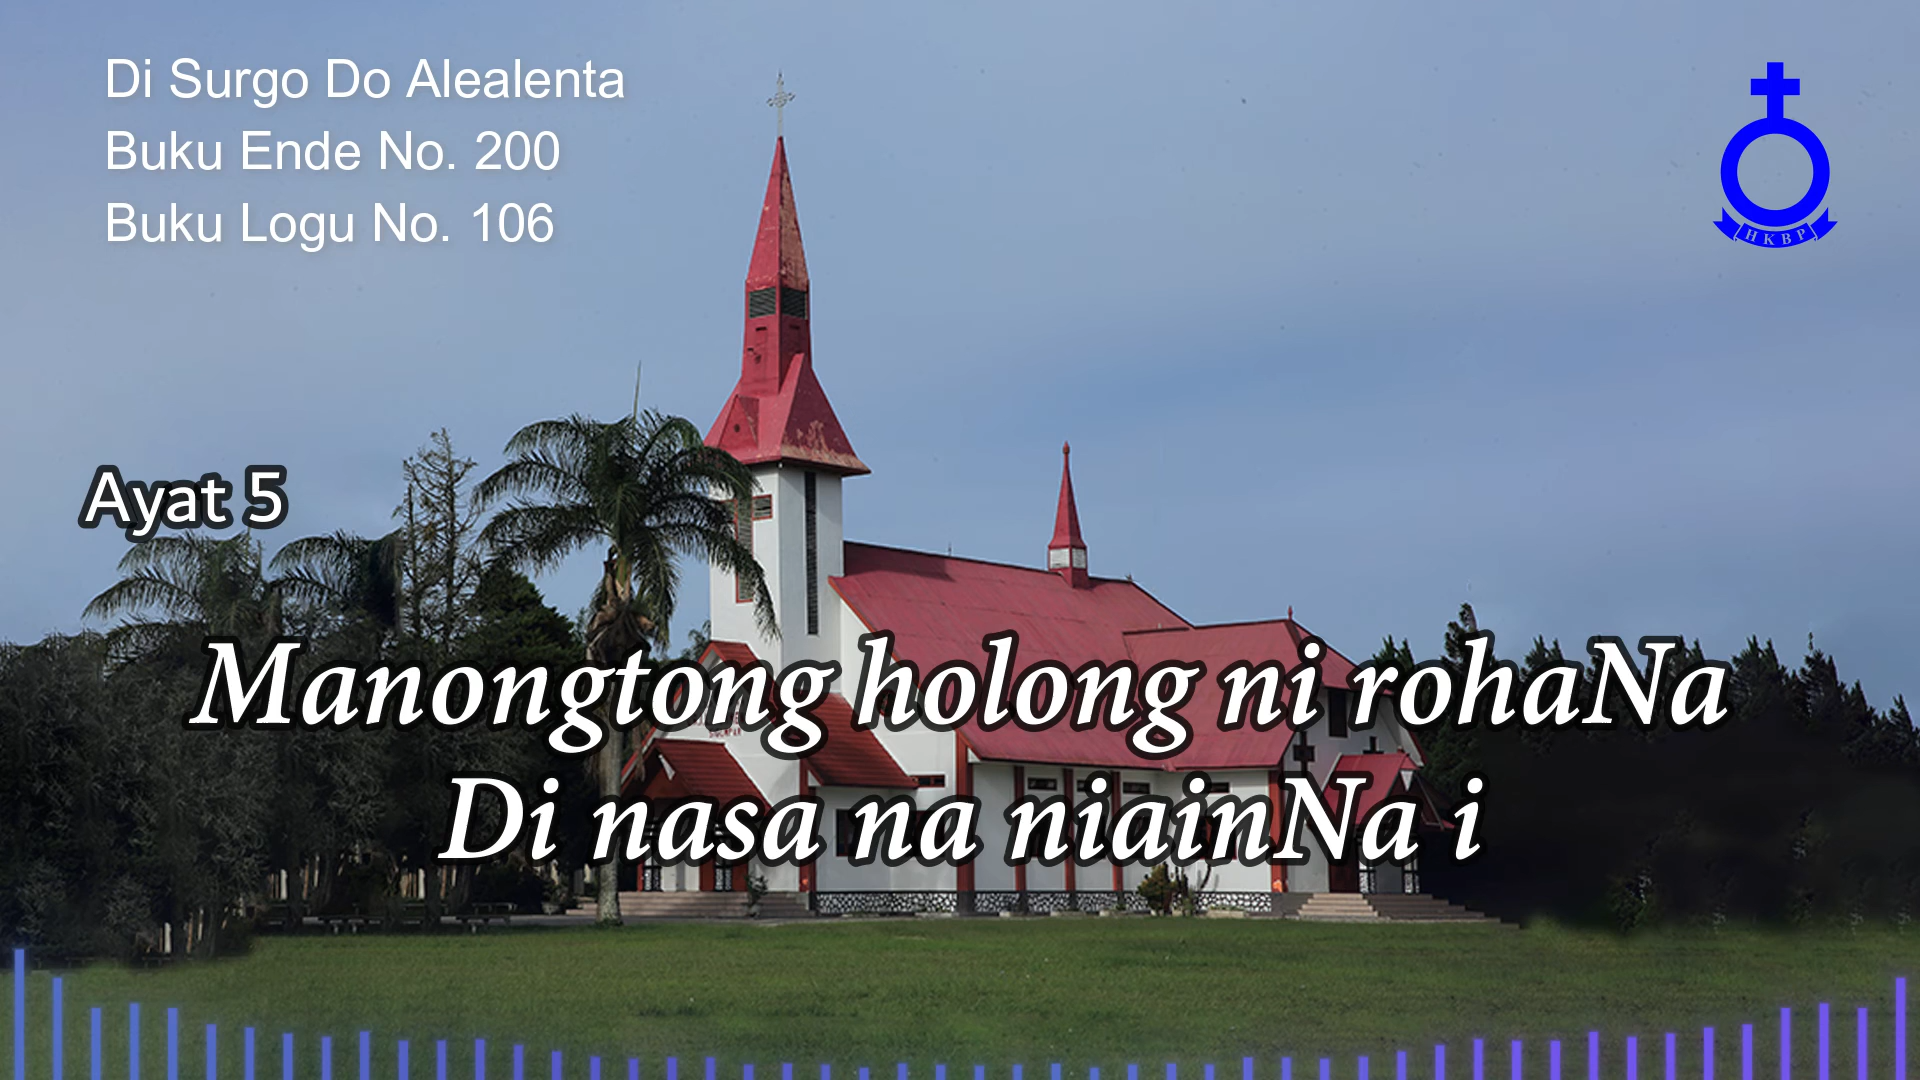 Di Surgo Do Alealenta
Buku Ende No. 200
Buku Logu No. 106
HKBP
Ayat 5
Manongtong holong ni rohaNa
Di nasa na niainNa i